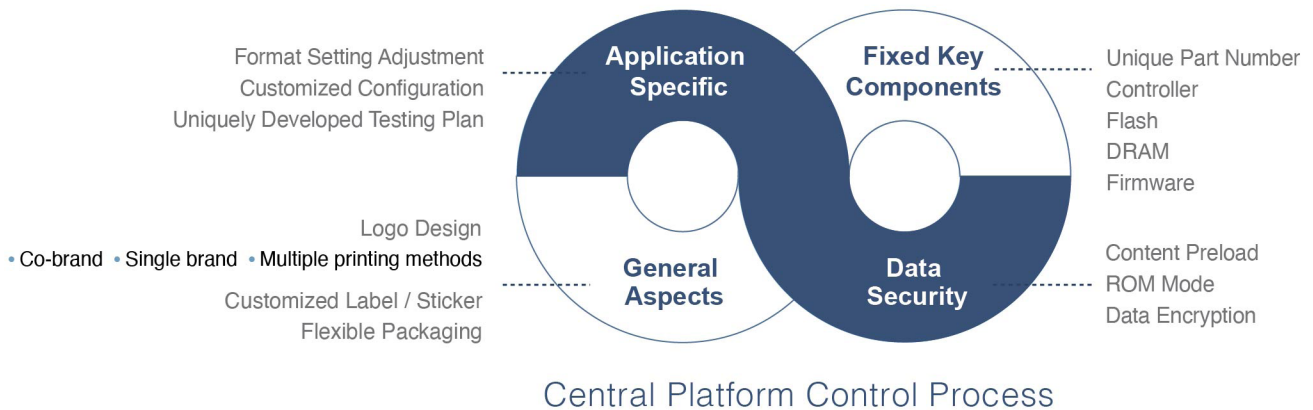 Format Setting Adjustment
Customized Configuration
Uniquely Developed Testing Plan
Application
Specific
Fixed Key
Components
Unique Part Number
Controller
Flash
DRAM
Firmware
Logo Design
• Co-brand • Single brand • Multiple printing methods
Customized Label / Sticker
Flexible Packaging
General
Aspects
Data
Security
Content Preload
ROM Mode
Data Encryption
Central Platform Control Process